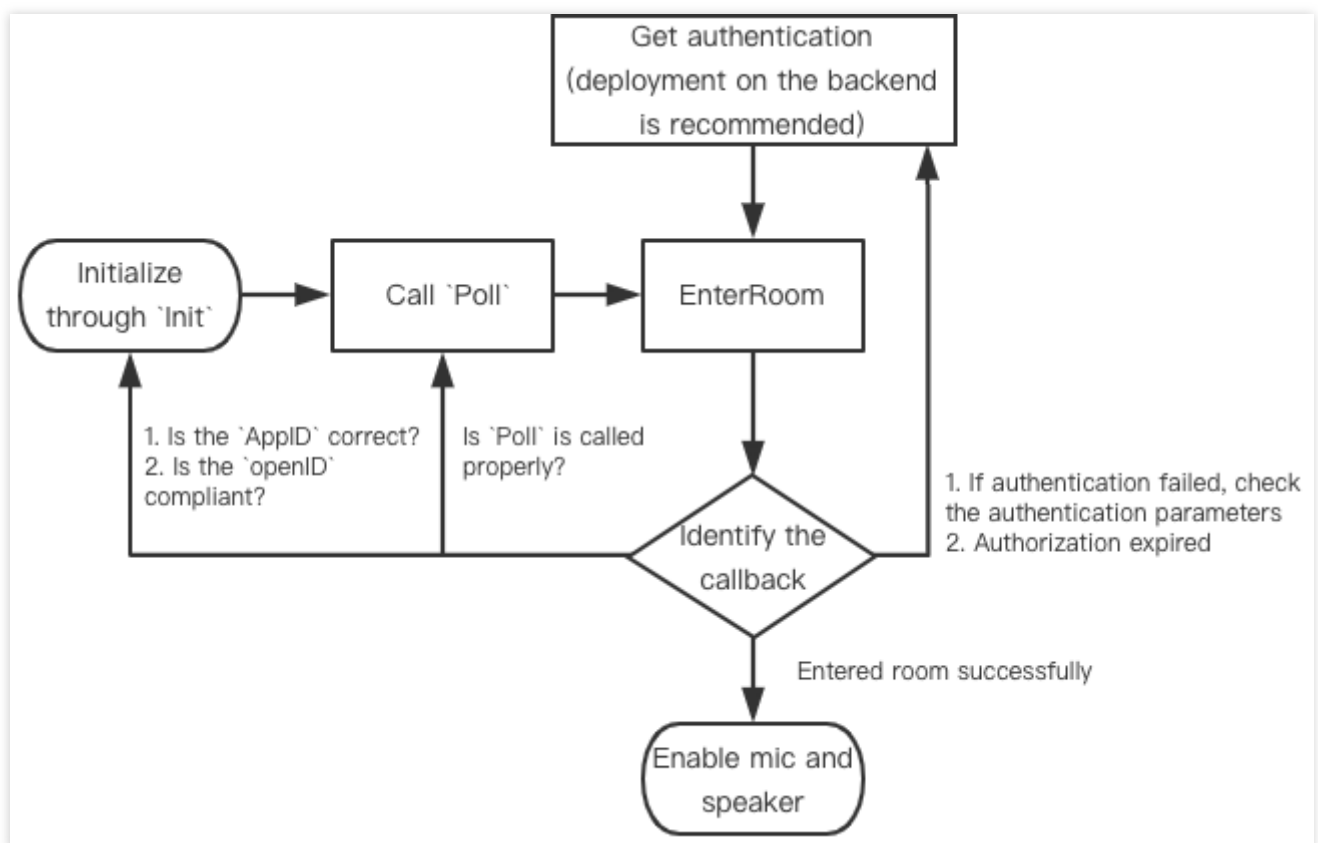 Get authentication
(deployment on the backend
is recommended)
Initialize
through `Init`
Call `Poll`
EnterRoom
1. Is the `AppID` correct?
2. Is the `openID`
compliant?
Is `Poll` is called
properly?
1. If authentication failed, check
the authentication parameters
2. Authorization expired
Identify the
callback
Entered room successfully
Enable mic and
speaker